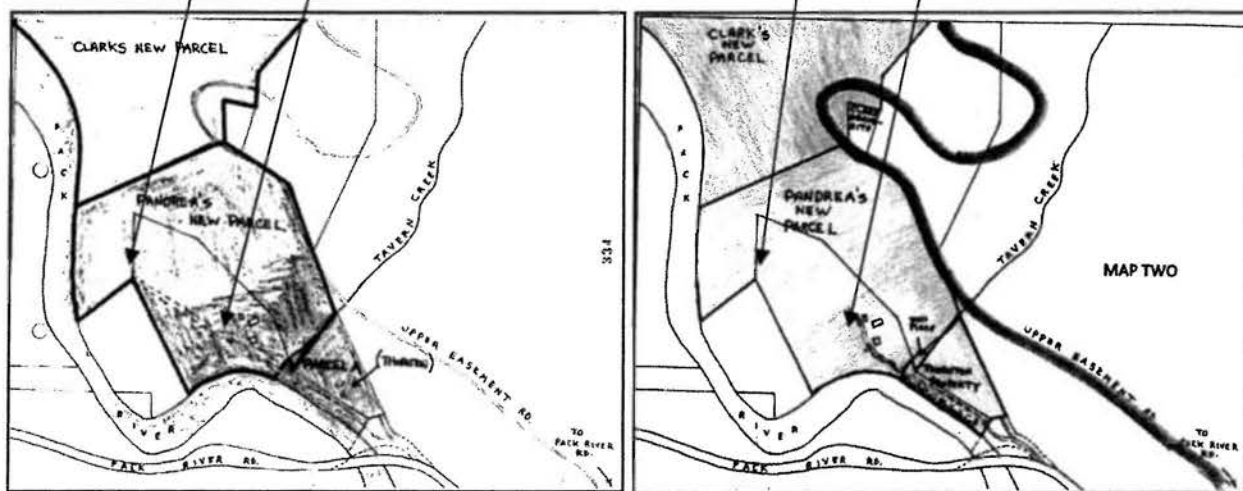 CLARKS NEW PARCEL
PACK
PANDREA'S
NEW PARCEL
TAVERN CREEK
334
PARCEL A
(THORNTON)
UPPER EASEMENT RD.
RIVER
TO
PACK RIVER
RD.
PACK RIVER RD.
CLARK'S
NEW
PARCEL
PACK
PANDREA'S
NEW
PARCEL
TAVERN CREEK
MAP TWO
THORNTON
PROPERTY
UPPER EASEMENT RD.
RIVER
TO
PACK RIVER
RD.
PACK RIVER RD.